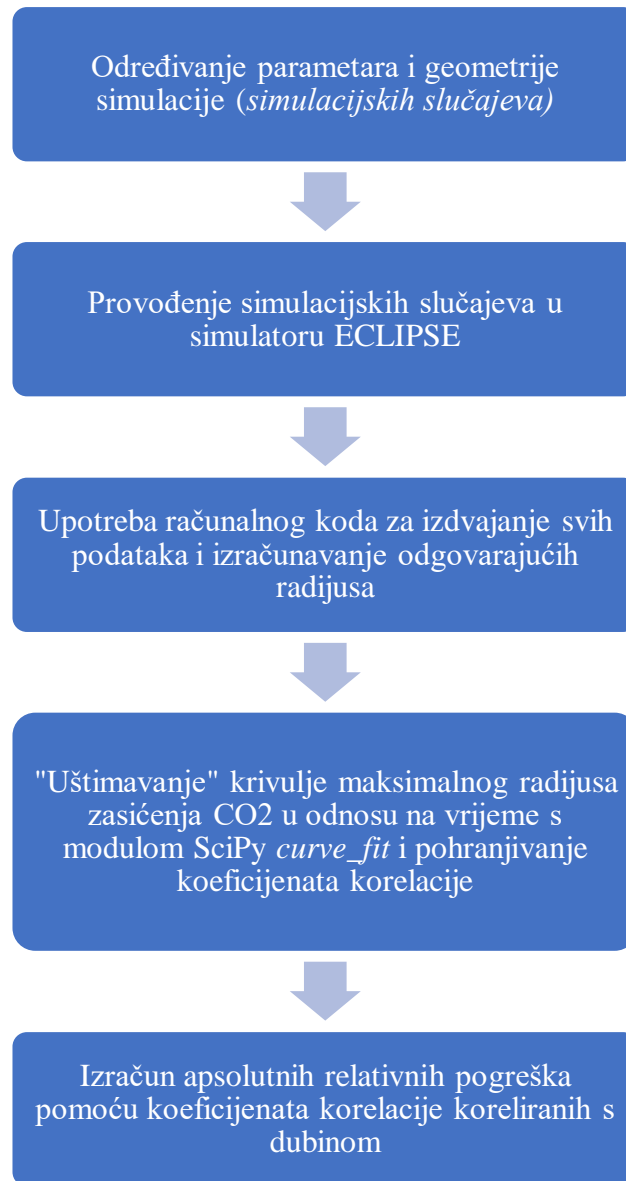 Određivanje parametara i geometrije
simulacije (simulacijskih slučajeva)
Provođenje simulacijskih slučajeva u
simulatoru ECLIPSE
Upotreba računalnog koda za izdvajanje svih
podataka i izračunavanje odgovarajućih
radijusa
"Uštimavanje" krivulje maksimalnog radijusa
zasićenja CO2 u odnosu na vrijeme s
modulom SciPy curve_fit i pohranjivanje
koeficijenata korelacije
Izračun apsolutnih relativnih pogreška
pomoću koeficijenata korelacije koreliranih s
dubinom